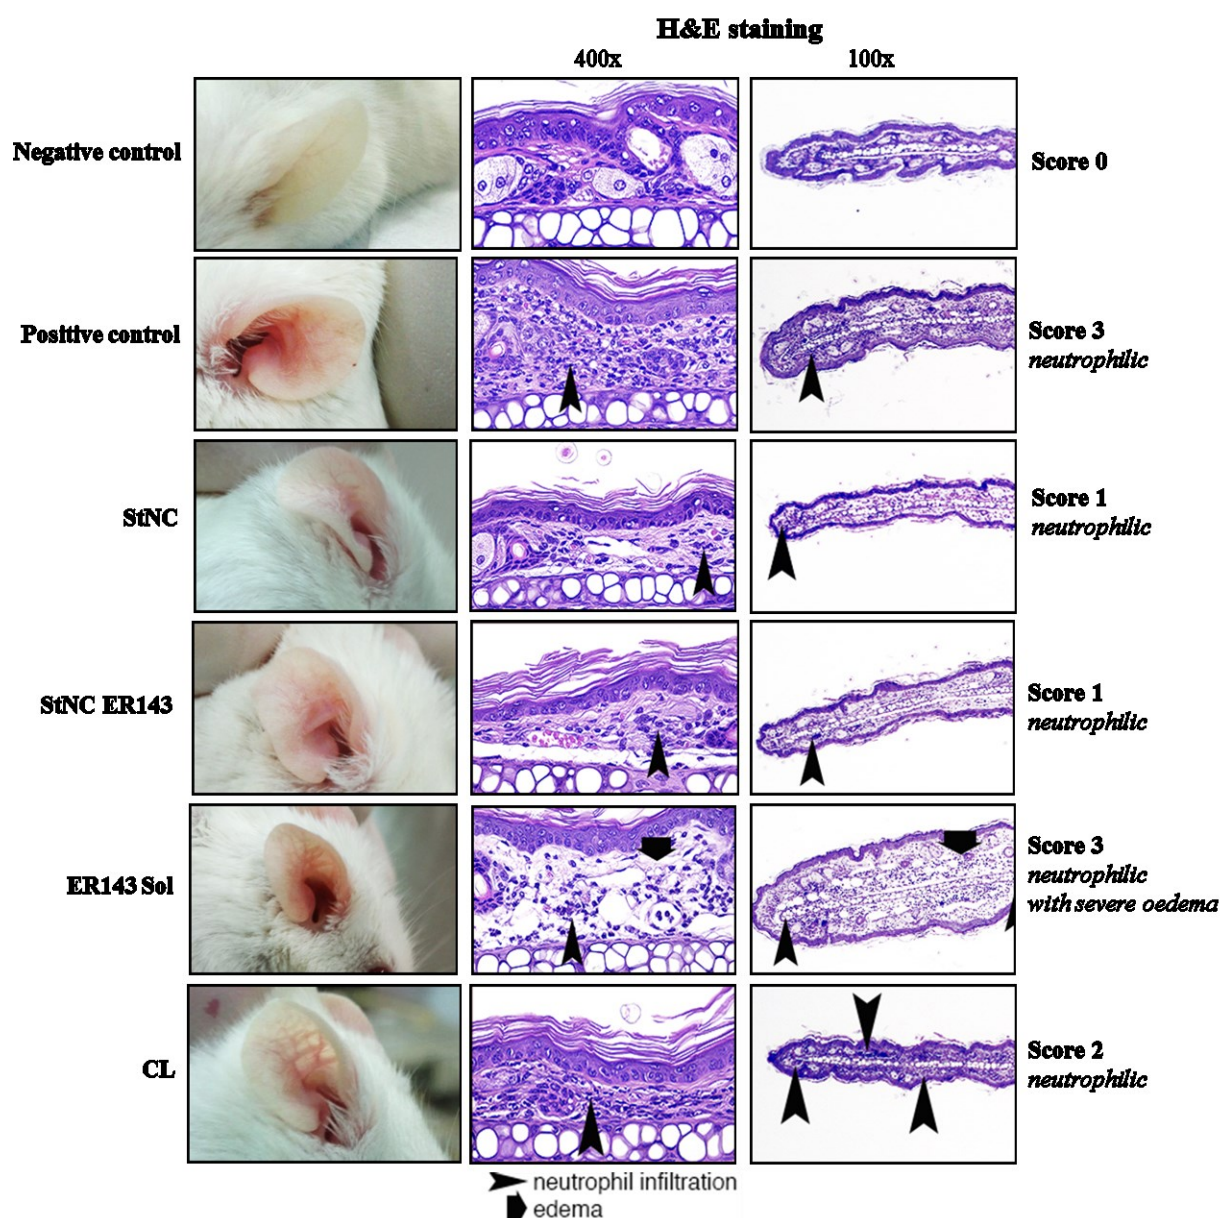 H&E staining
400x
100x
Negative control
Score 0
Positive control
Score 3
neutrophilic
StNC
Score 1
neutrophilic
StNC ER143
Score 1
neutrophilic
ER143 Sol
Score 3
neutrophilic
with severe oedema
CL
Score 2
neutrophilic
neutrophil infiltration
edema